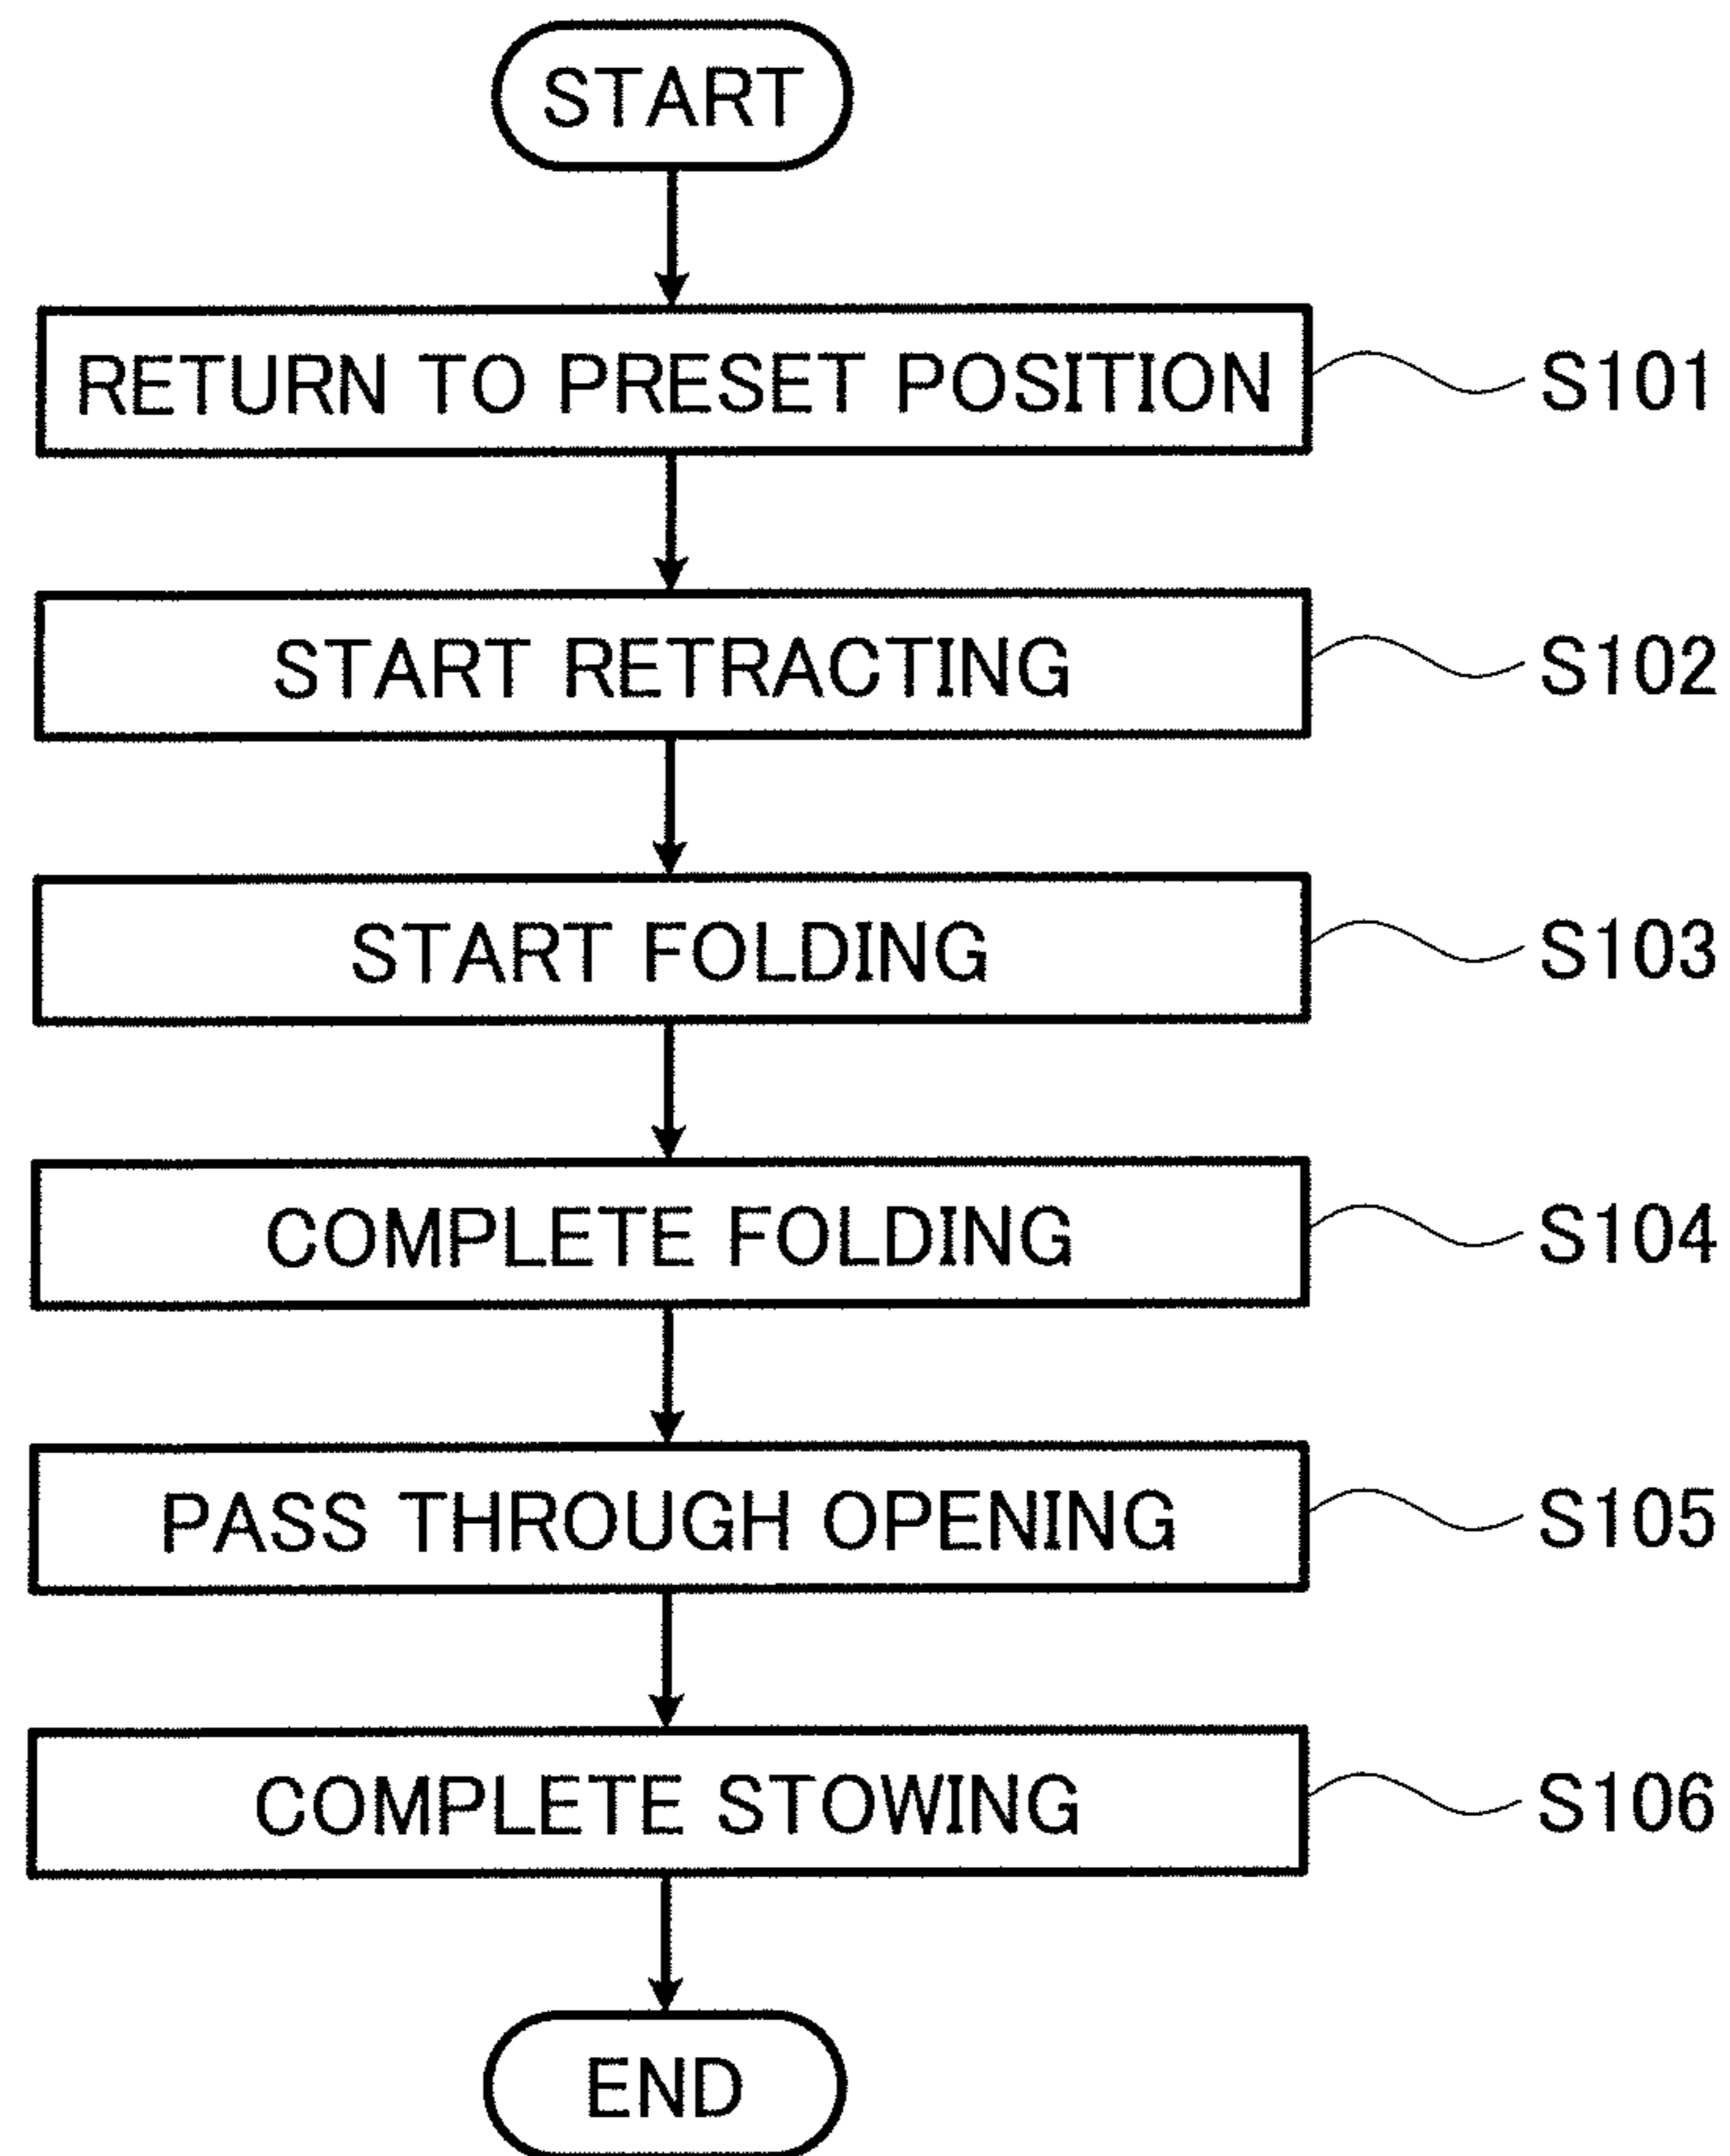 START
RETURN TO PRESET POSITION S101
START RETRACTING S102
START FOLDING S103
COMPLETE FOLDING S104
PASS THROUGH OPENING S105
COMPLETE STOWING S106
END